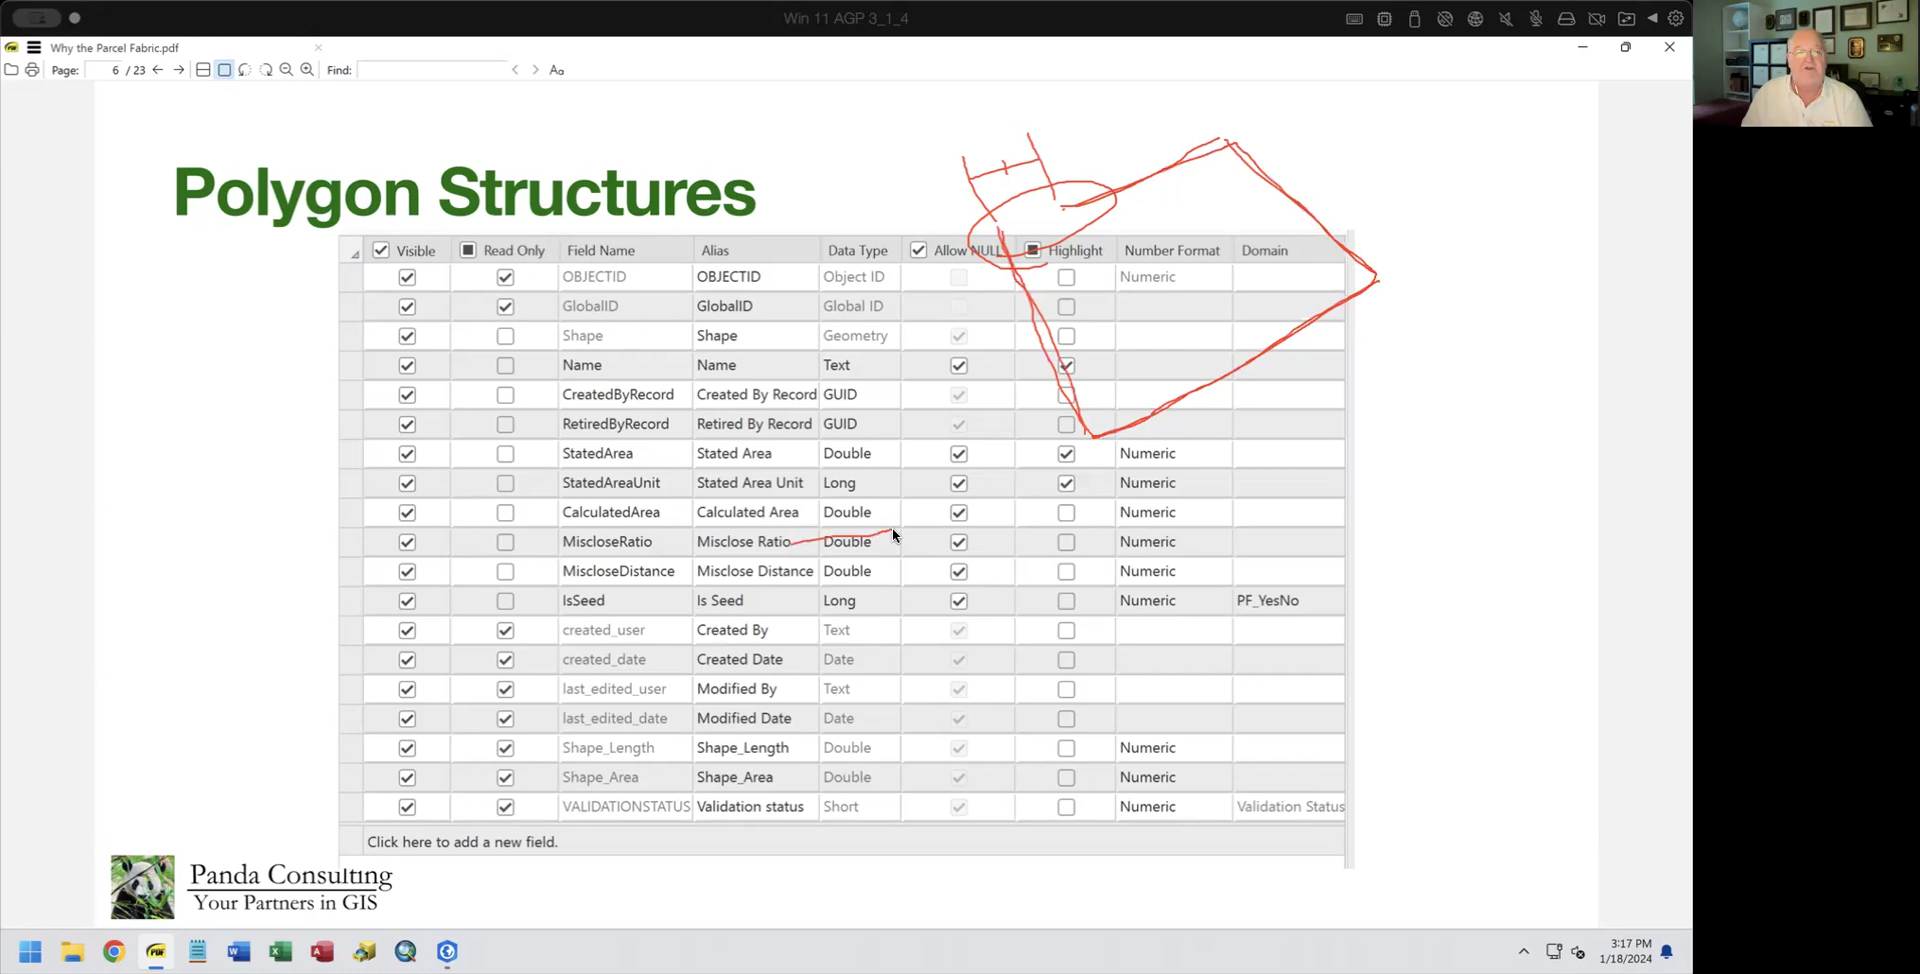 Win 11 AGP 3_1_4
Why the Parcel Fabric.pdf
Page: 6 / 23 Find: Aa
Polygon Structures
Visible Read Only Field Name Alias Data Type Allow NULL Highlight Number Format Domain
OBJECTID OBJECTID Object ID Numeric
GlobalID GlobalID Global ID
Shape Shape Geometry
Name Name Text
CreatedByRecord Created By Record GUID
RetiredByRecord Retired By Record GUID
StatedArea Stated Area Double Numeric
StatedAreaUnit Stated Area Unit Long Numeric
CalculatedArea Calculated Area Double Numeric
MiscloseRatio Misclose Ratio Double Numeric
MiscloseDistance Misclose Distance Double Numeric
IsSeed Is Seed Long Numeric PF_YesNo
created_user Created By Text
created_date Created Date Date
last_edited_user Modified By Text
last_edited_date Modified Date Date
Shape_Length Shape_Length Double Numeric
Shape_Area Shape_Area Double Numeric
VALIDATIONSTATUS Validation status Short Numeric Validation Status
Click here to add a new field.
Panda Consulting
Your Partners in GIS
PDF
3:17 PM
1/18/2024